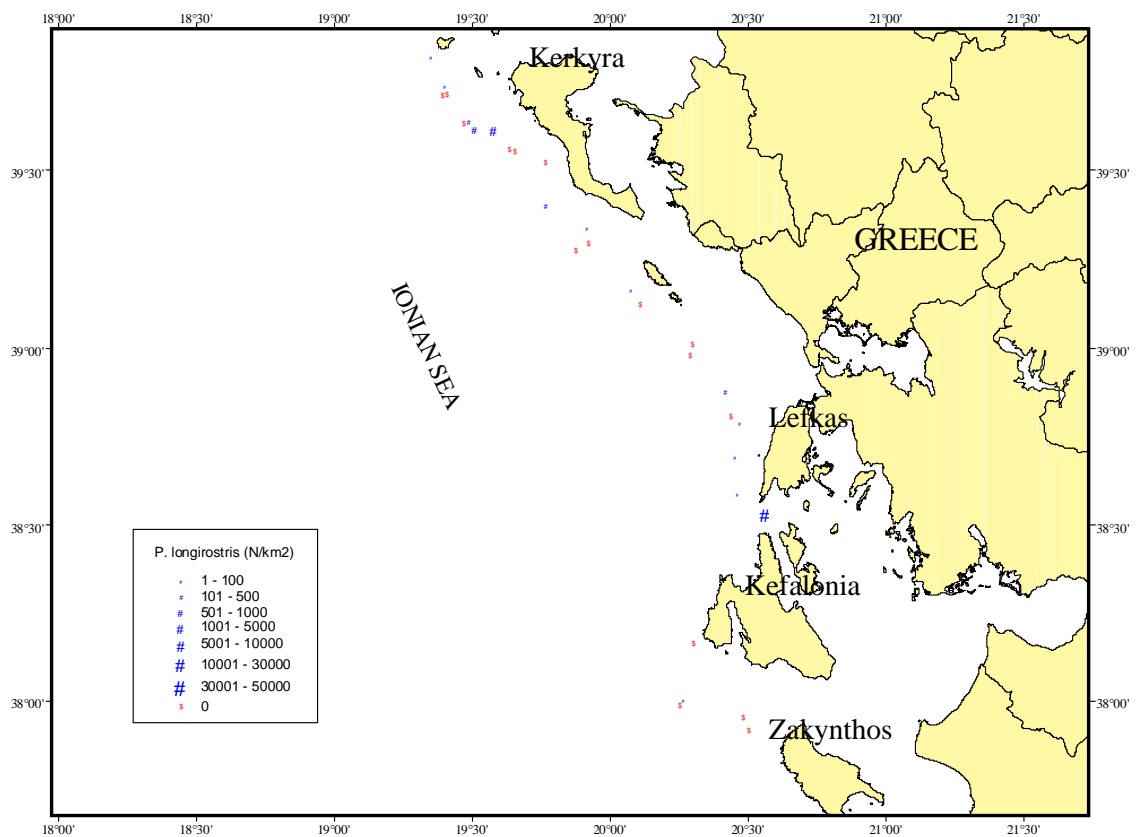 18°00' 18°30' 19°00' 19°30' 20°00' 20°30' 21°00' 21°30'
Kerkyra
39°30' 39°30'
GREECE
IONIAN SEA
39°00' 39°00'
Lefkas
38°30' 38°30'
P. longirostris (N/km2)
# 1 - 100
# 101 - 500
# 501 - 1000
# 1001 - 5000
# 5001 - 10000
# 10001 - 30000
# 30001 - 50000
$ 0
Kefalonia
38°00' 38°00'
Zakynthos
18°00' 18°30' 19°00' 19°30' 20°00' 20°30' 21°00' 21°30'